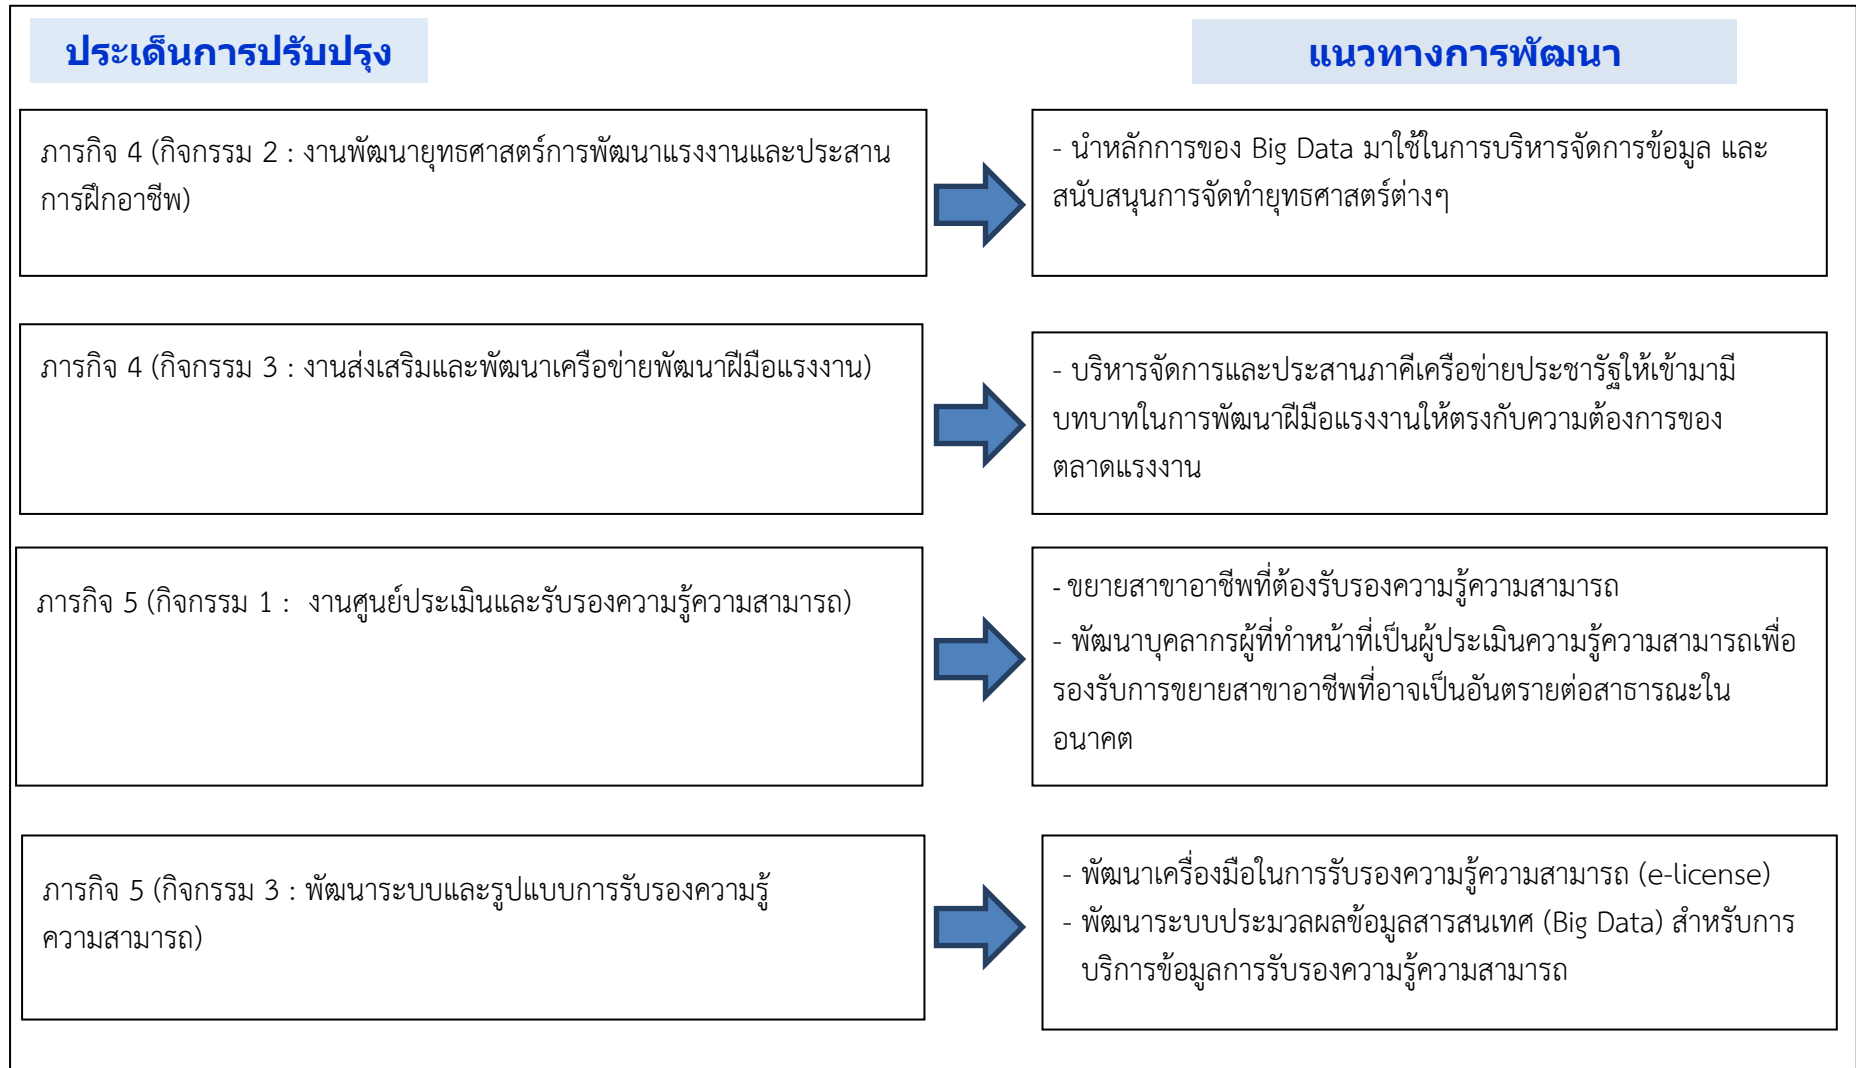 ประเด็นการปรับปรุง
แนวทางการพัฒนา
ภารกิจ 4 (กิจกรรม 2 : งานพัฒนายุทธศาสตร์การพัฒนาแรงงานและประสาน
การฝึกอาชีพ)
- นำหลักการของ Big Data มาใช้ในการบริหารจัดการข้อมูล และ
สนับสนุนการจัดทำยุทธศาสตร์ต่างๆ
ภารกิจ 4 (กิจกรรม 3 : งานส่งเสริมและพัฒนาเครือข่ายพัฒนาฝีมือแรงงาน)
- บริหารจัดการและประสานภาคีเครือข่ายประชารัฐให้เข้ามามี
บทบาทในการพัฒนาฝีมือแรงงานให้ตรงกับความต้องการของ
ตลาดแรงงาน
ภารกิจ 5 (กิจกรรม 1 : งานศูนย์ประเมินและรับรองความรู้ความสามารถ)
- ขยายสาขาอาชีพที่ต้องรับรองความรู้ความสามารถ
- พัฒนาบุคลากรผู้ที่ทำหน้าที่เป็นผู้ประเมินความรู้ความสามารถเพื่อ
รองรับการขยายสาขาอาชีพที่อาจเป็นอันตรายต่อสาธารณะใน
อนาคต
ภารกิจ 5 (กิจกรรม 3 : พัฒนาระบบและรูปแบบการรับรองความรู้
ความสามารถ)
- พัฒนาเครื่องมือในการรับรองความรู้ความสามารถ (e-license)
- พัฒนาระบบประมวลผลข้อมูลสารสนเทศ (Big Data) สำหรับการ
บริการข้อมูลการรับรองความรู้ความสามารถ